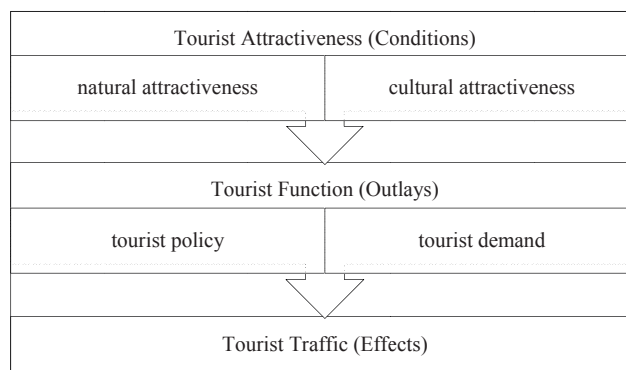 Tourist Attractiveness (Conditions)
natural attractiveness
cultural attractiveness
Tourist Function (Outlays)
tourist policy
tourist demand
Tourist Traffic (Effects)